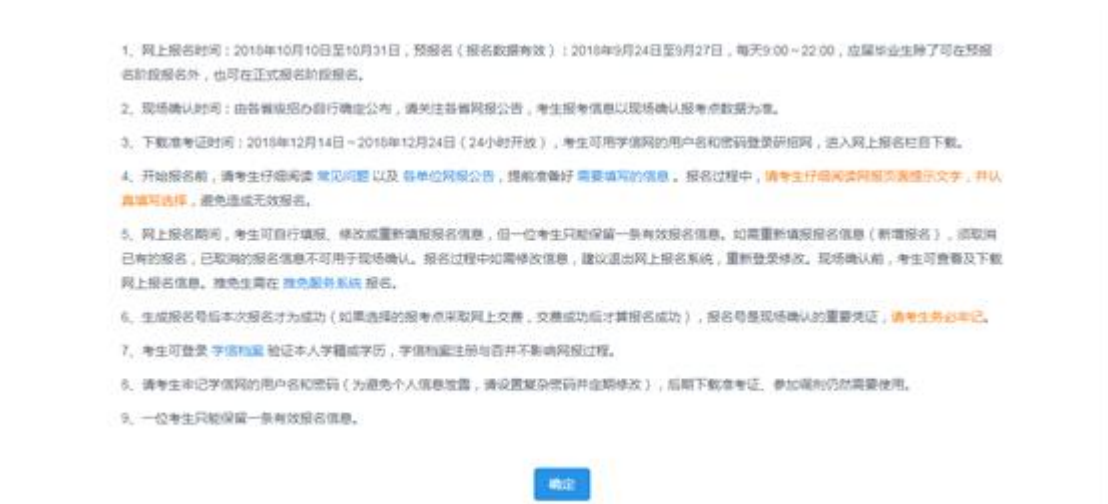 1、网上报名时间：2018年10月10日至10月31日，预报名（报名数据有效）：2018年9月24日至9月27日，每天9:00~22:00，应届毕业生除了可在预报
名阶段报名外，也可在正式报名阶段报名。
2、现场确认时间：由各省级招办自行确定公布，请关注各省网报公告，考生报考信息以现场确认报考点数据为准。
3、下载准考证时间：2018年12月14日~2018年12月24日（24小时开放），考生可用学信网的用户名和密码登录研招网，进入网上报名栏目下载。
4、开始报名前，请考生仔细阅读 常见问题 以及 各单位网报公告，提前准备好 需要填写的信息 。报名过程中，请考生仔细阅读网报页面提示文字，并认
真填写选择，避免造成无效报名。
5、网上报名期间，考生可自行填报、修改或重新填报报名信息，但一位考生只能保留一条有效报名信息。如需重新填报报名信息（新增报名），须取消
已有的报名，已取消的报名信息不可用于现场确认。报名过程中如需修改信息，建议退出网上报名系统，重新登录修改。现场确认前，考生可查看及下载
网上报名信息。推免生需在 推免服务系统 报名。
6、生成报名号后本次报名才为成功（如果选择的报考点采取网上交费，交费成功后才算报名成功），报名号是现场确认的重要凭证，请考生务必牢记。
7、考生可登录 学信档案 验证本人学籍或学历，学信档案注册与否并不影响网报过程。
8、请考生牢记学信网的用户名和密码（为避免个人信息泄露，请设置复杂密码并定期修改），后期下载准考证、参加调剂仍然需要使用。
9、一位考生只能保留一条有效报名信息。
确定